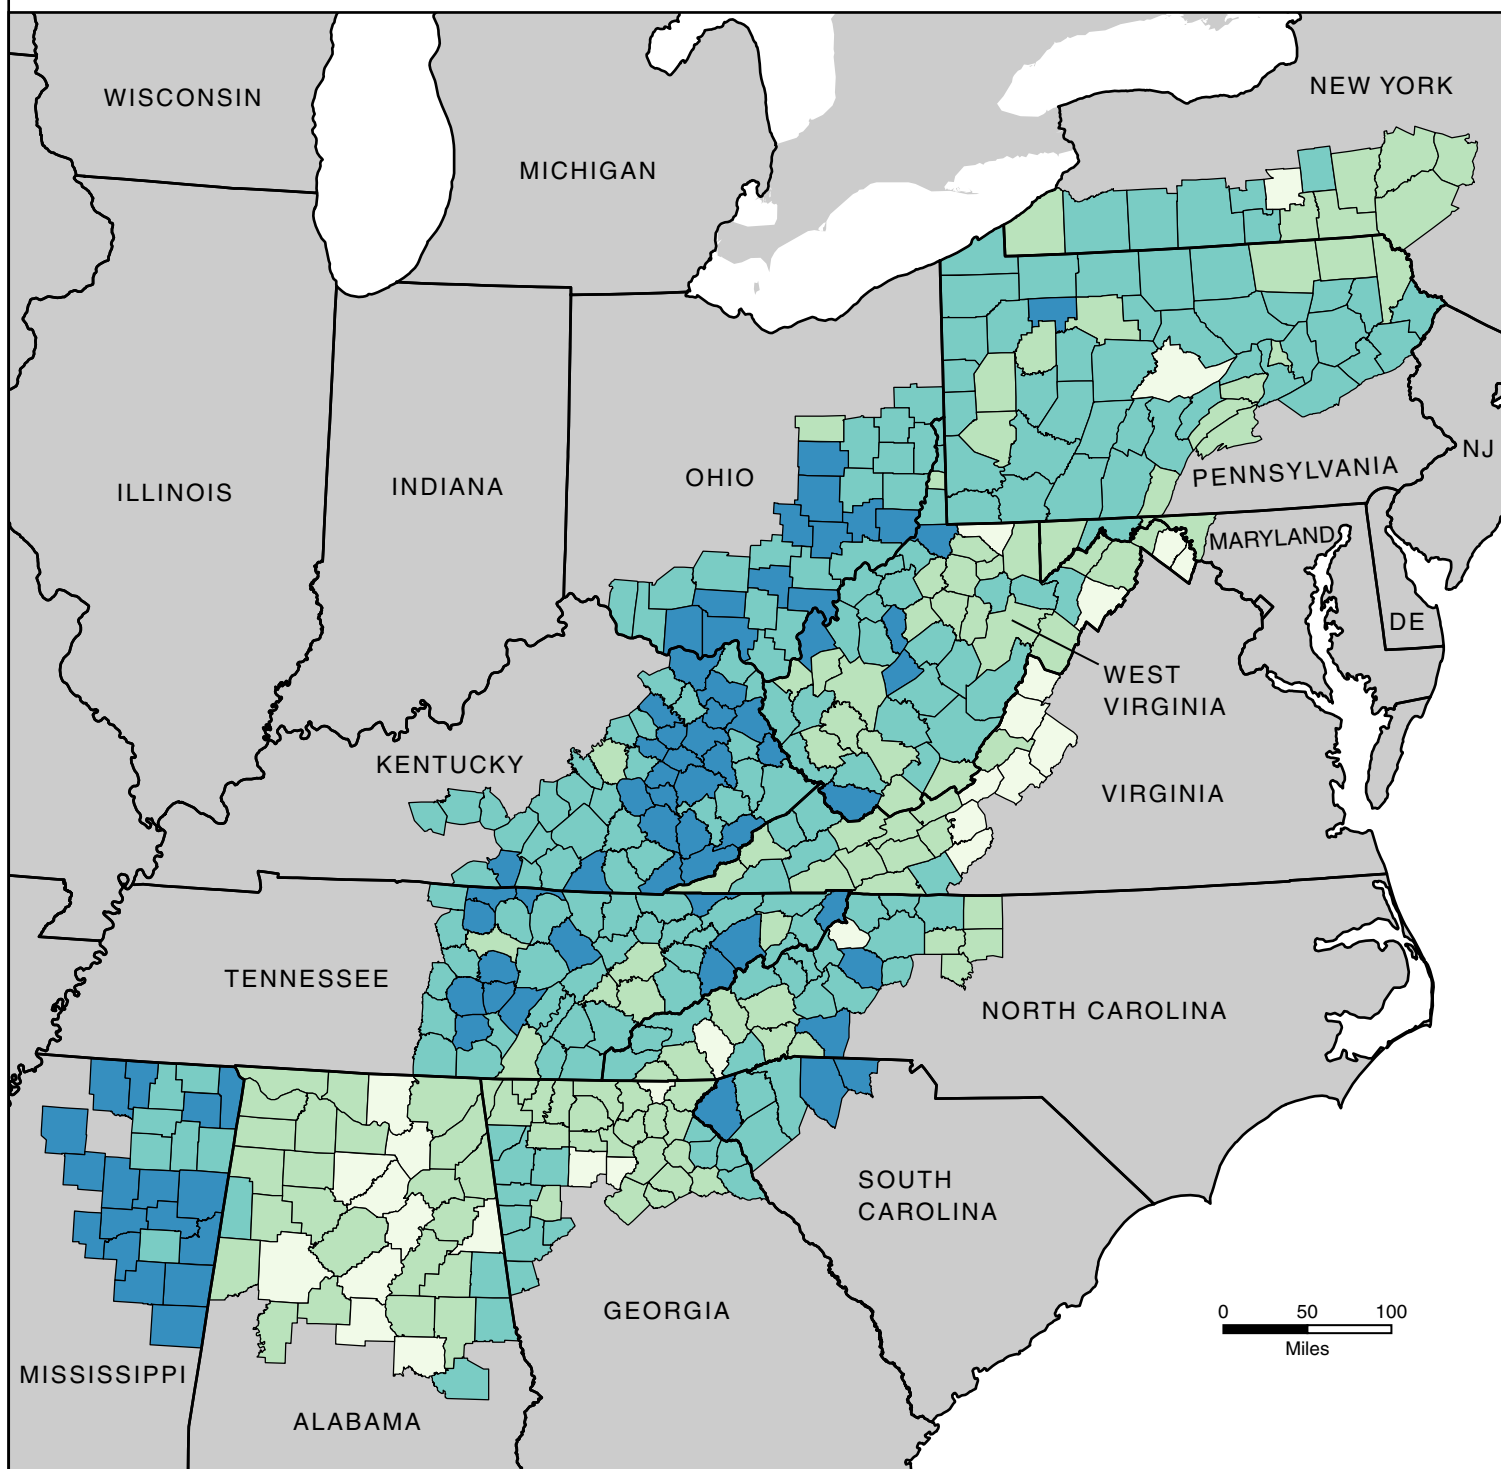 NEW YORK
WISCONSIN
MICHIGAN
NJ
PENNSYLVANIA
OHIO
INDIANA
ILLINOIS
MARYLAND
DE
WEST
VIRGINIA
KENTUCKY
VIRGINIA
TENNESSEE
NORTH CAROLINA
SOUTH
CAROLINA
GEORGIA
0 50 100
Miles
MISSISSIPPI
ALABAMA